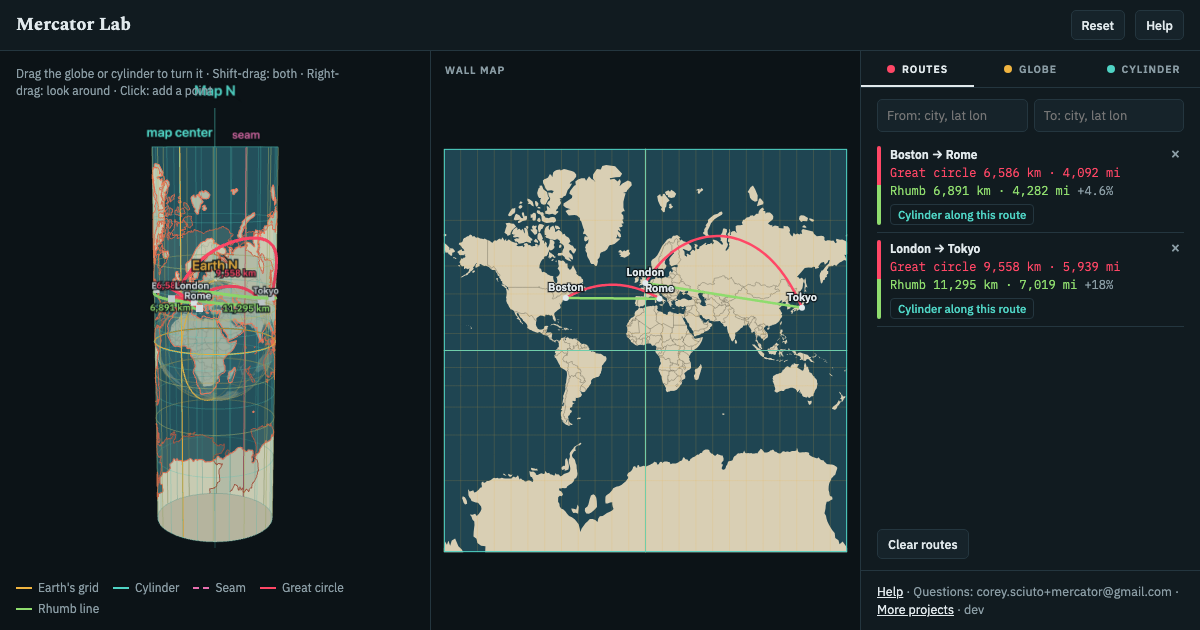 Mercator Lab
Reset
Help
Drag the globe or cylinder to turn it · Shift-drag: both · Right-
drag: look around · Click: add a point
Map N
map center
seam
Earth N
9,558 km
London
Rome
Tokyo
6,891 km
11,295 km
Earth's grid
Cylinder
Seam
Great circle
Rhumb line
WALL MAP
London
Boston
Rome
Tokyo
ROUTES
GLOBE
CYLINDER
From: city, lat lon
To: city, lat lon
Boston → Rome
×
Great circle 6,586 km · 4,092 mi
Rhumb 6,891 km · 4,282 mi +4.6%
Cylinder along this route
London → Tokyo
×
Great circle 9,558 km · 5,939 mi
Rhumb 11,295 km · 7,019 mi +18%
Cylinder along this route
Clear routes
Help · Questions: corey.sciuto+mercator@gmail.com ·
More projects · dev